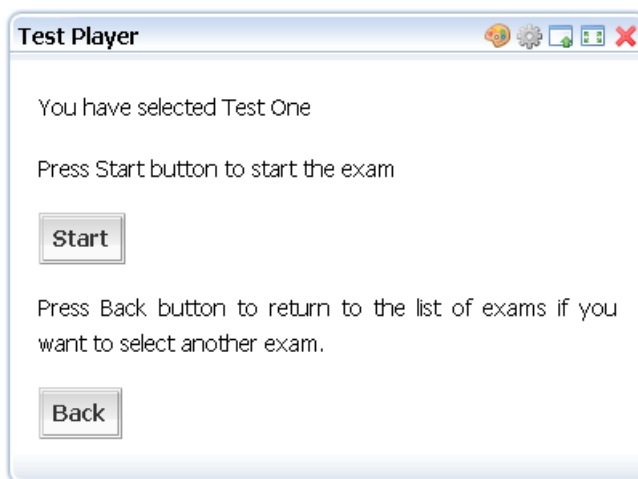 Test Player
You have selected Test One
Press Start button to start the exam
Start
Press Back button to return to the list of exams if you
want to select another exam.
Back